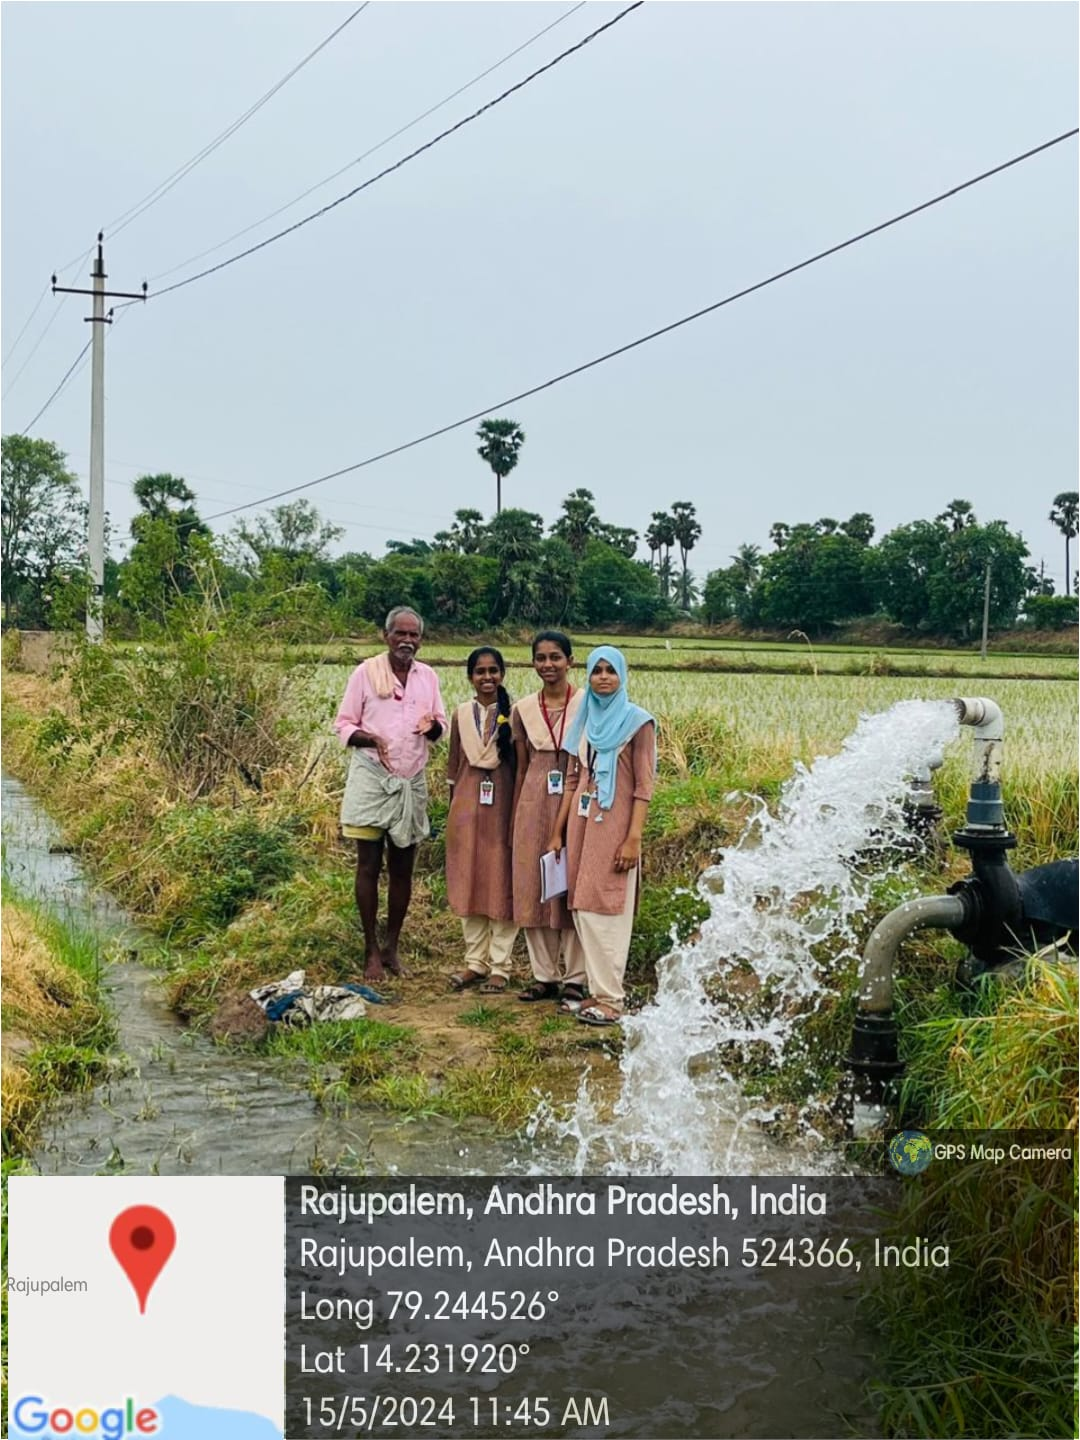 GPS Map Camera
Rajupalem
Google
Rajupalem, Andhra Pradesh, India
Rajupalem, Andhra Pradesh 524366, India
Long 79.244526°
Lat 14.231920°
15/5/2024 11:45 AM